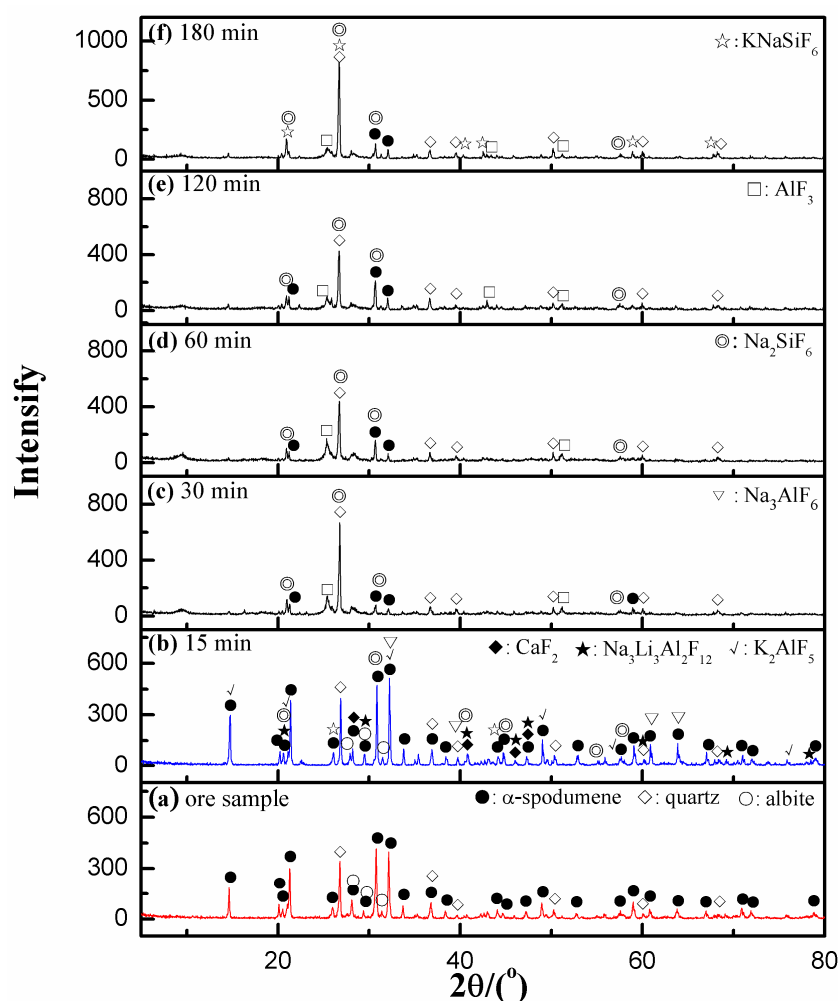 (f) 180 min
☆: KNaSiF₆
1000
500
0
(e) 120 min
□: AlF₃
800
400
0
(d) 60 min
◎: Na₂SiF₆
800
400
0
(c) 30 min
▽: Na₃AlF₆
800
400
0
(b) 15 min
◆: CaF₂ ★: Na₃Li₃Al₂F₁₂ √: K₂AlF₅
600
300
0
(a) ore sample
●: α-spodumene ◇: quartz ○: albite
600
300
0
20 40 60 80
2θ/(°)
Intensify